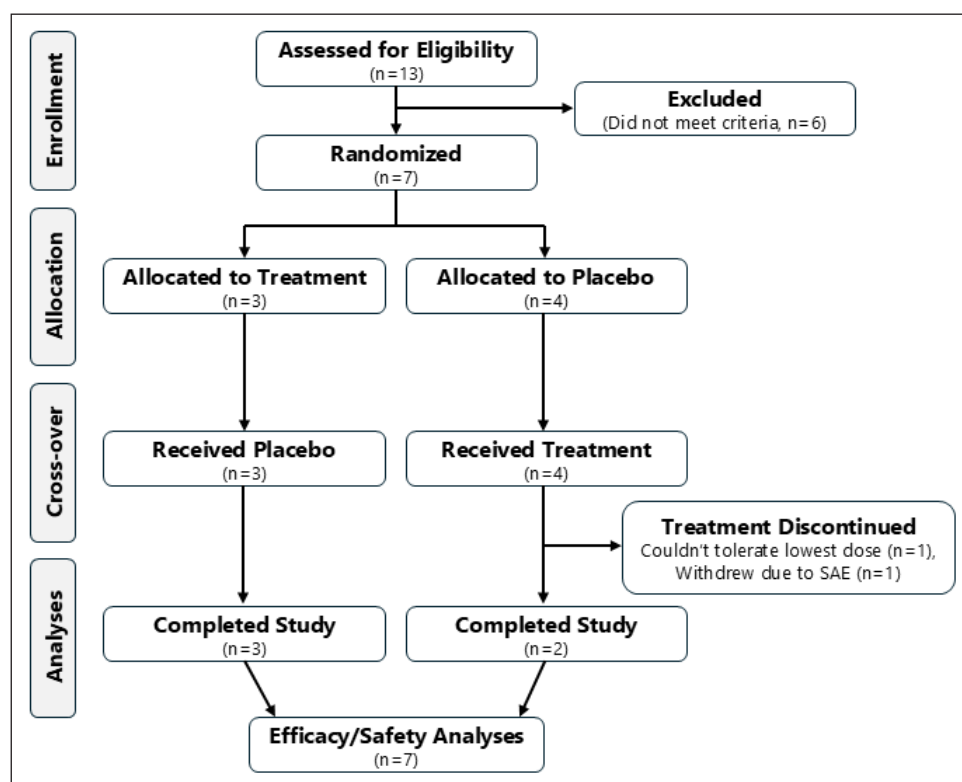 Enrollment
Assessed for Eligibility
(n=13)
Excluded
(Did not meet criteria, n=6)
Randomized
(n=7)
Allocation
Allocated to Treatment
(n=3)
Allocated to Placebo
(n=4)
Cross-over
Received Placebo
(n=3)
Received Treatment
(n=4)
Treatment Discontinued
Couldn't tolerate lowest dose (n=1),
Withdrew due to SAE (n=1)
Analyses
Completed Study
(n=3)
Completed Study
(n=2)
Efficacy/Safety Analyses
(n=7)